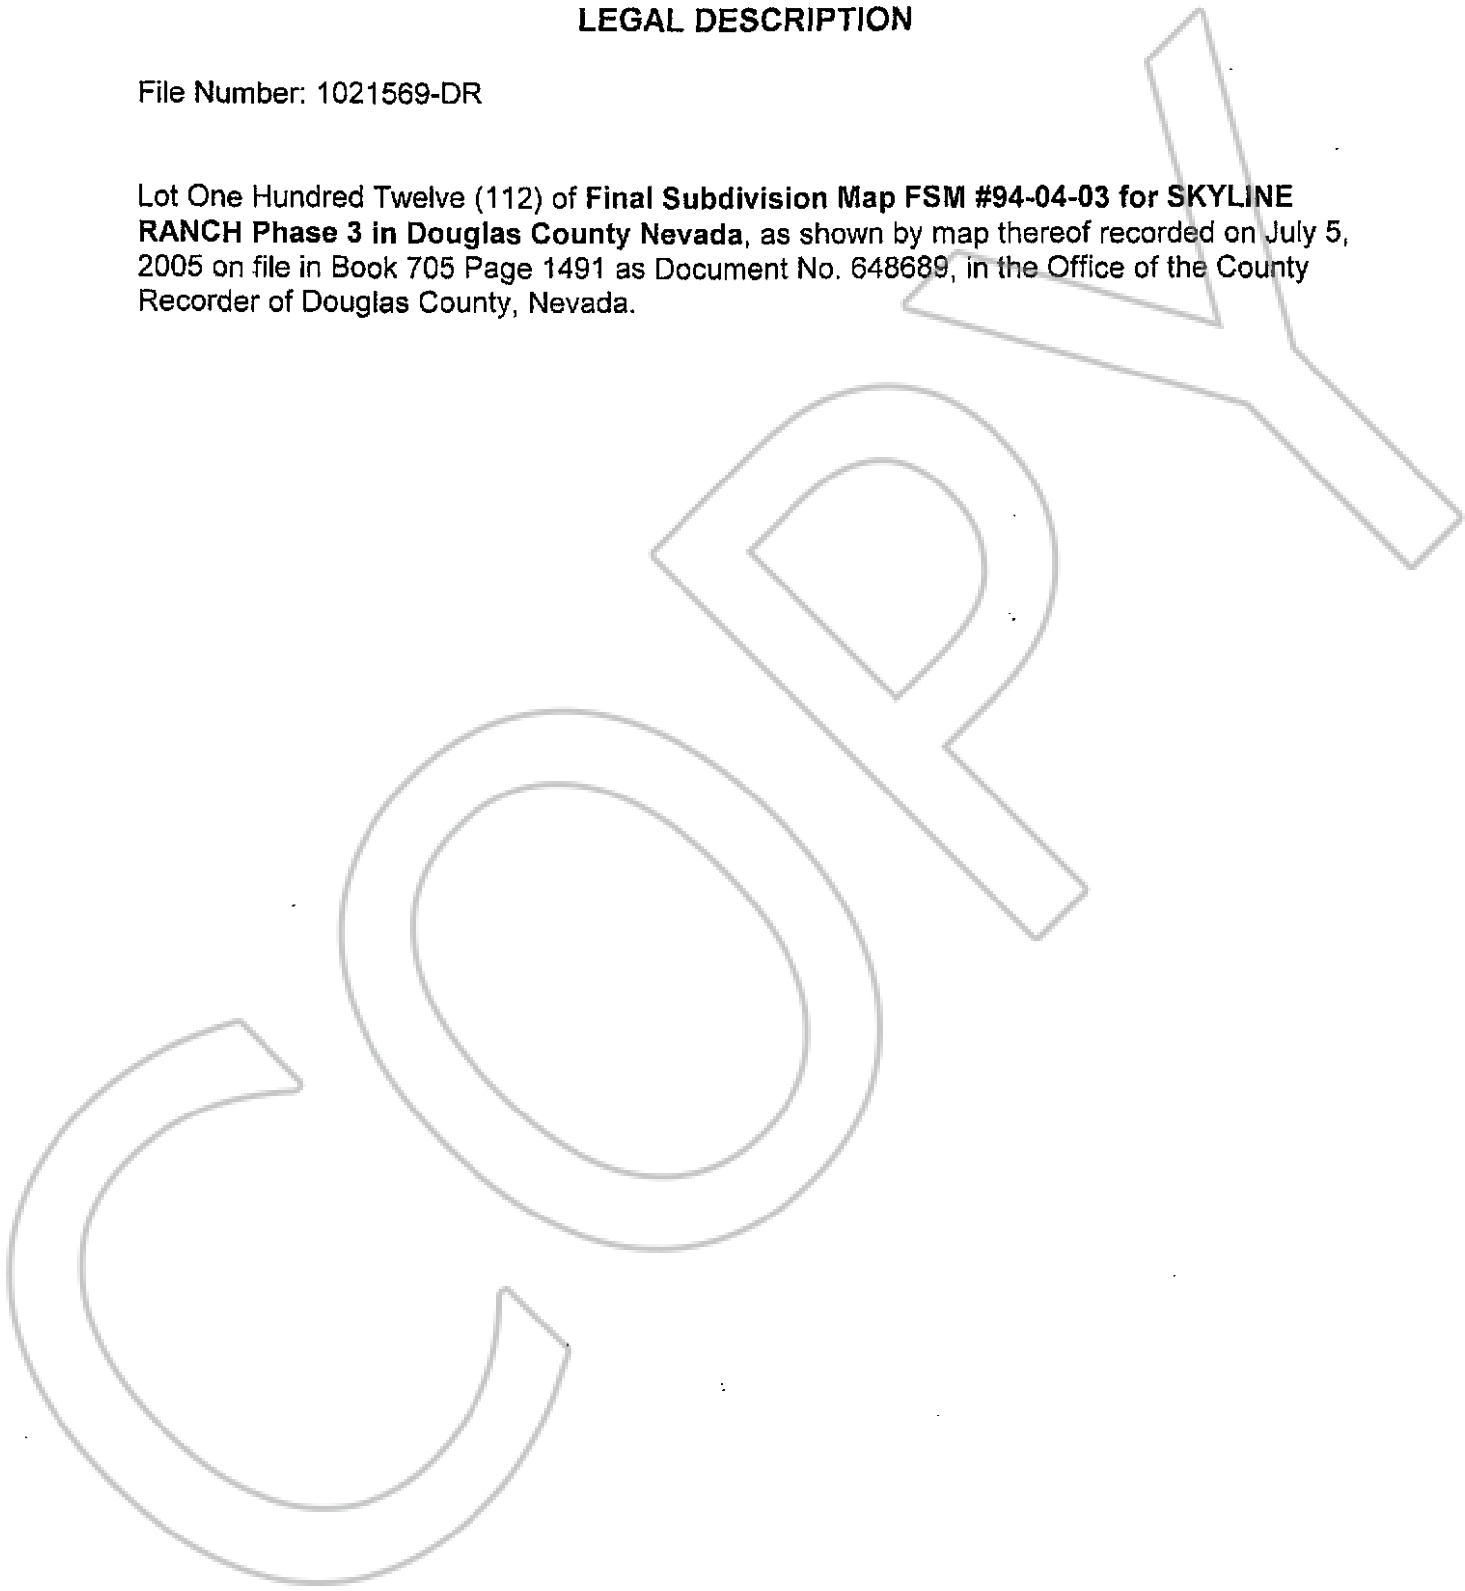 LEGAL DESCRIPTION
File Number: 1021569-DR
Lot One Hundred Twelve (112) of Final Subdivision Map FSM #94-04-03 for SKYLINE
RANCH Phase 3 in Douglas County Nevada, as shown by map thereof recorded on July 5,
2005 on file in Book 705 Page 1491 as Document No. 648689, in the Office of the County
Recorder of Douglas County, Nevada.
COPY